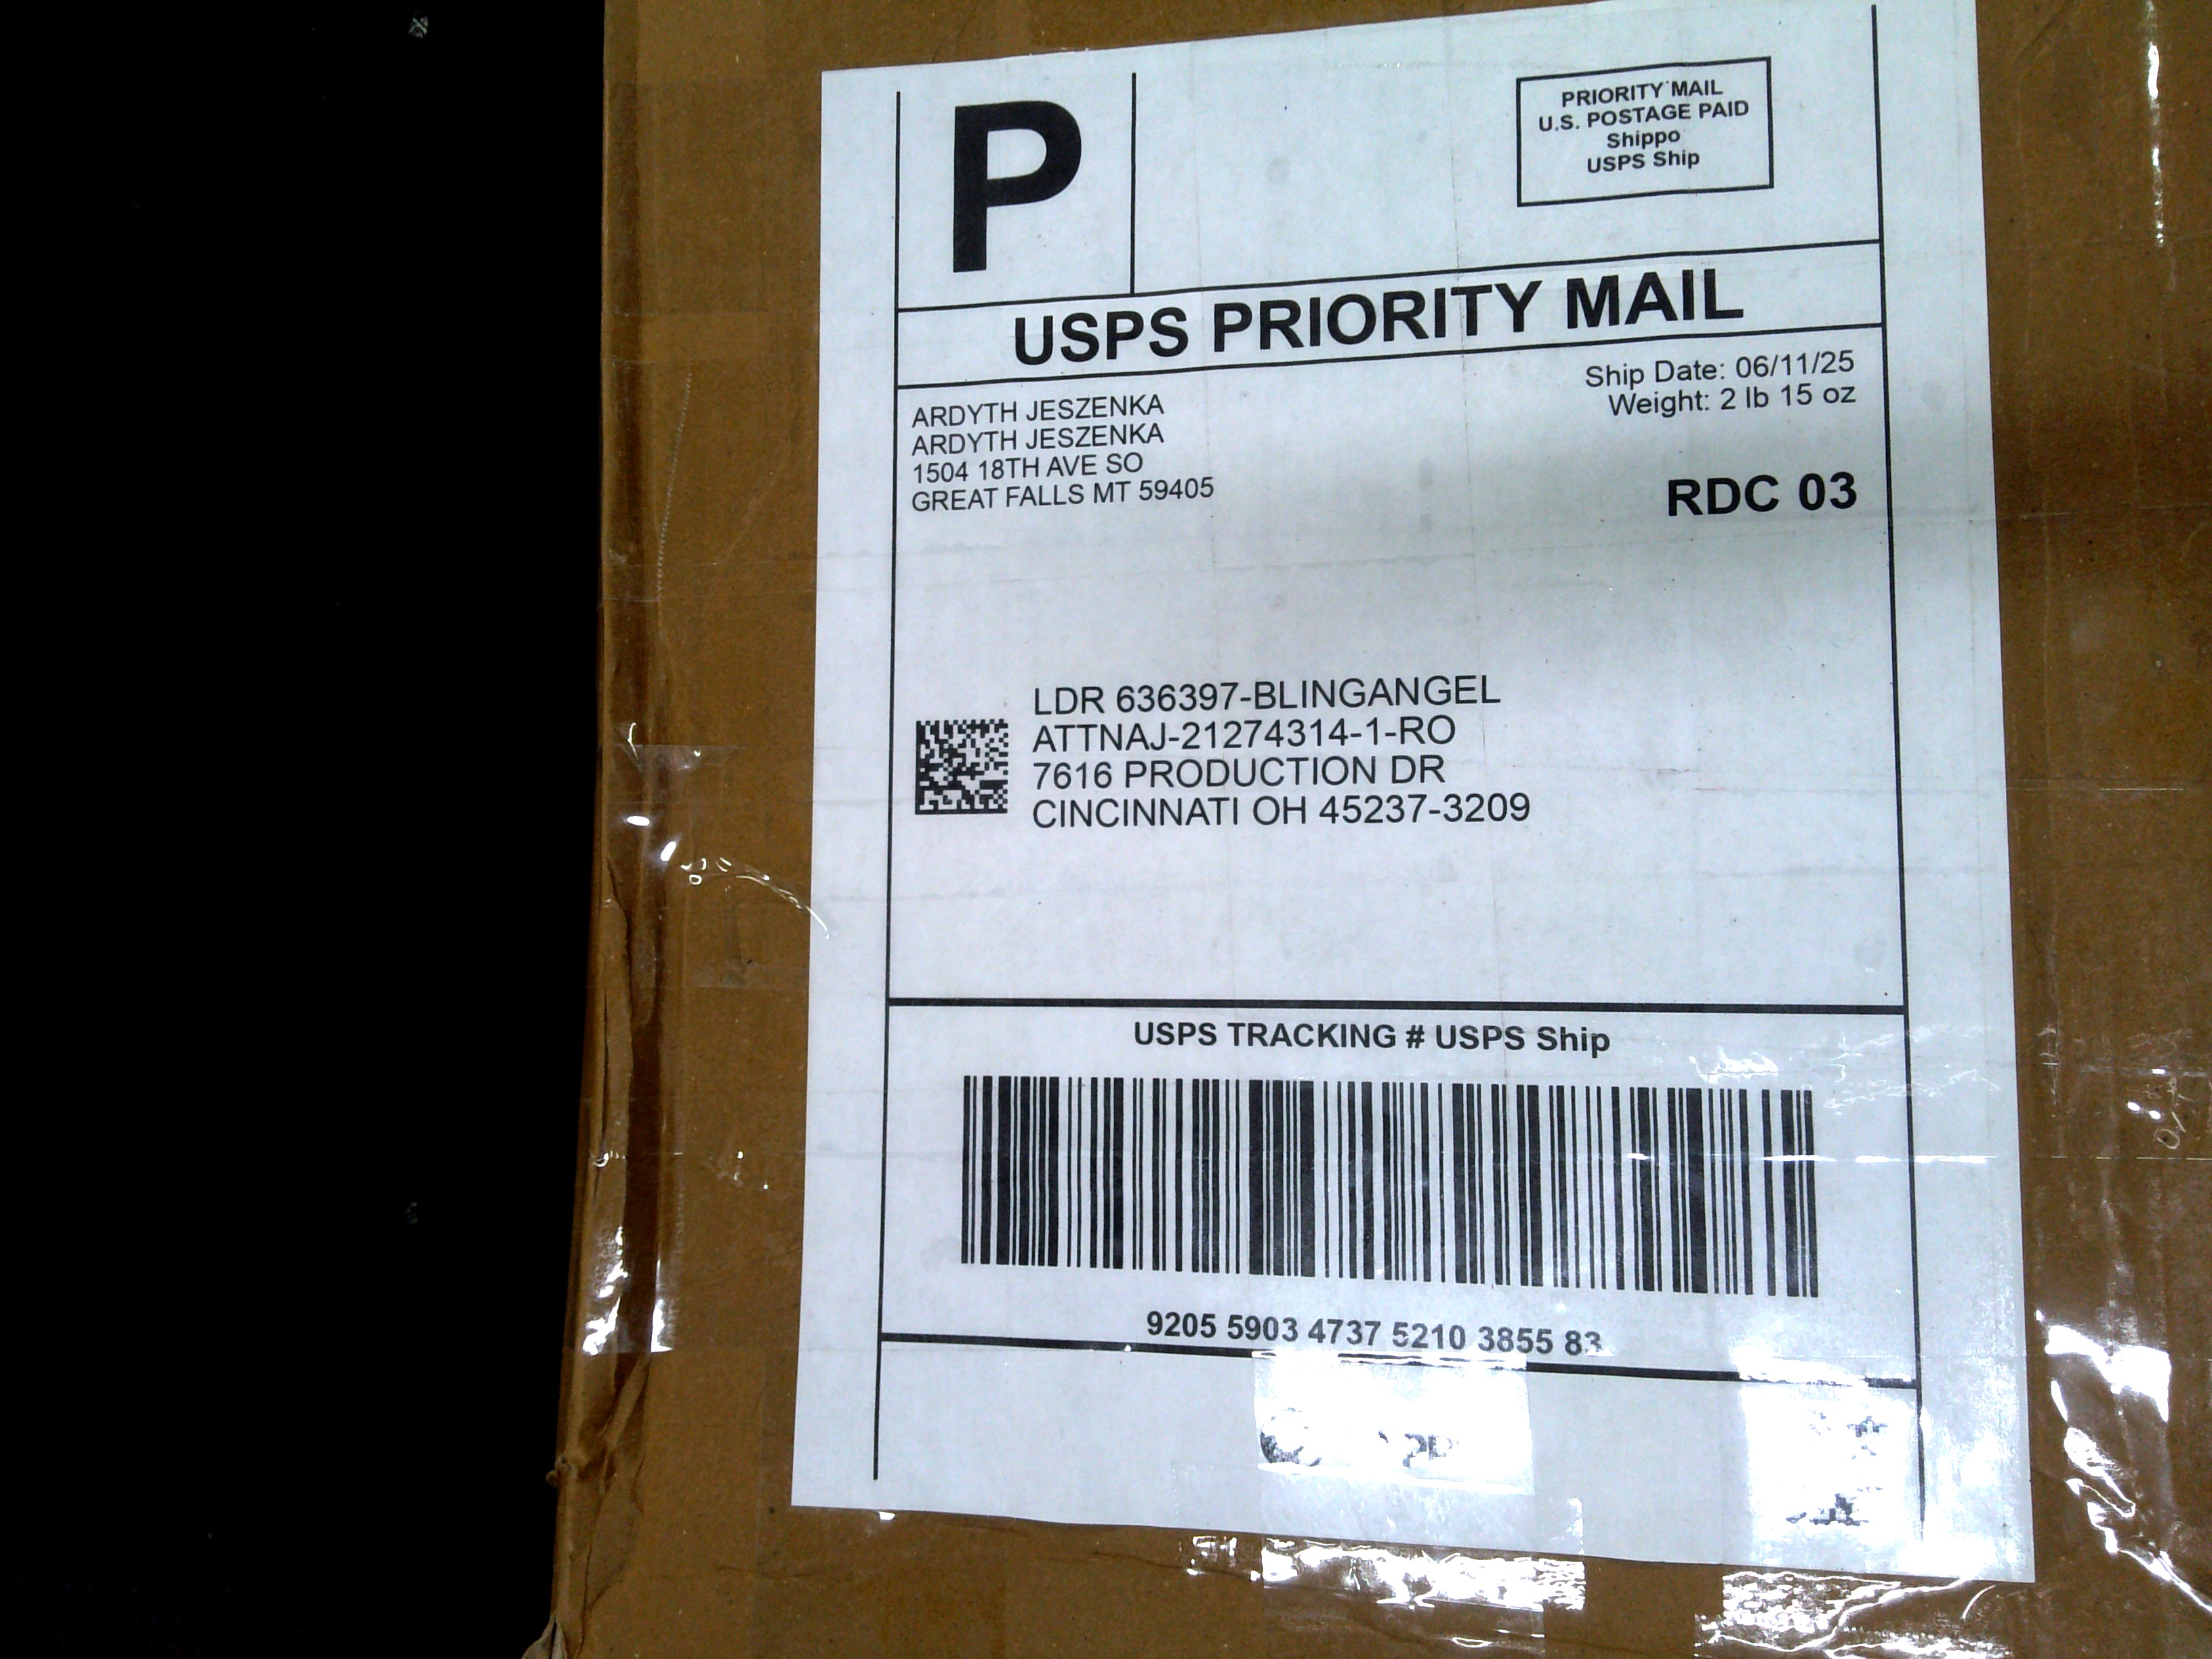 P
PRIORITY MAIL
U.S. POSTAGE PAID
Shippo
USPS Ship
USPS PRIORITY MAIL
ARDYTH JESZENKA
ARDYTH JESZENKA
1504 18TH AVE SO
GREAT FALLS MT 59405
Ship Date: 06/11/25
Weight: 2 lb 15 oz
RDC 03
LDR 636397-BLINGANGEL
ATTNAJ-21274314-1-RO
7616 PRODUCTION DR
CINCINNATI OH 45237-3209
USPS TRACKING # USPS Ship
9205 5903 4737 5210 3855 83